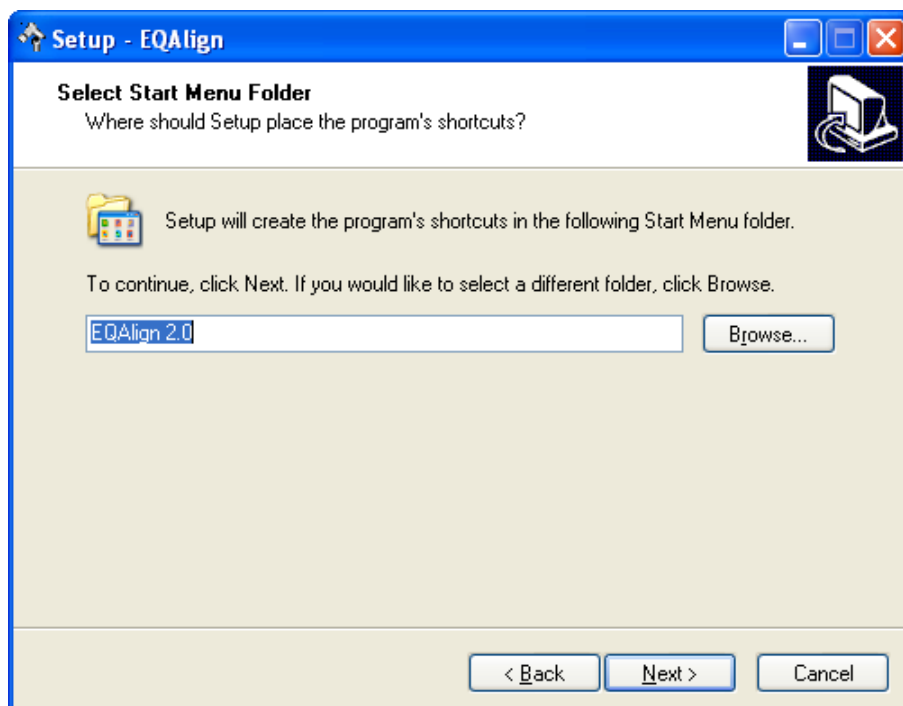 Setup - EQAlign
Select Start Menu Folder
Where should Setup place the program's shortcuts?
Setup will create the program's shortcuts in the following Start Menu folder.
To continue, click Next. If you would like to select a different folder, click Browse.
EQAlign 2.0
Browse...
< Back
Next >
Cancel